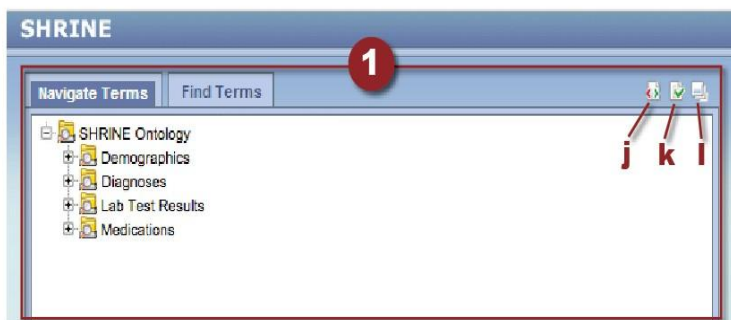 SHRINE
1
Navigate Terms Find Terms
SHRINE Ontology
j k l
Demographics
Diagnoses
Lab Test Results
Medications